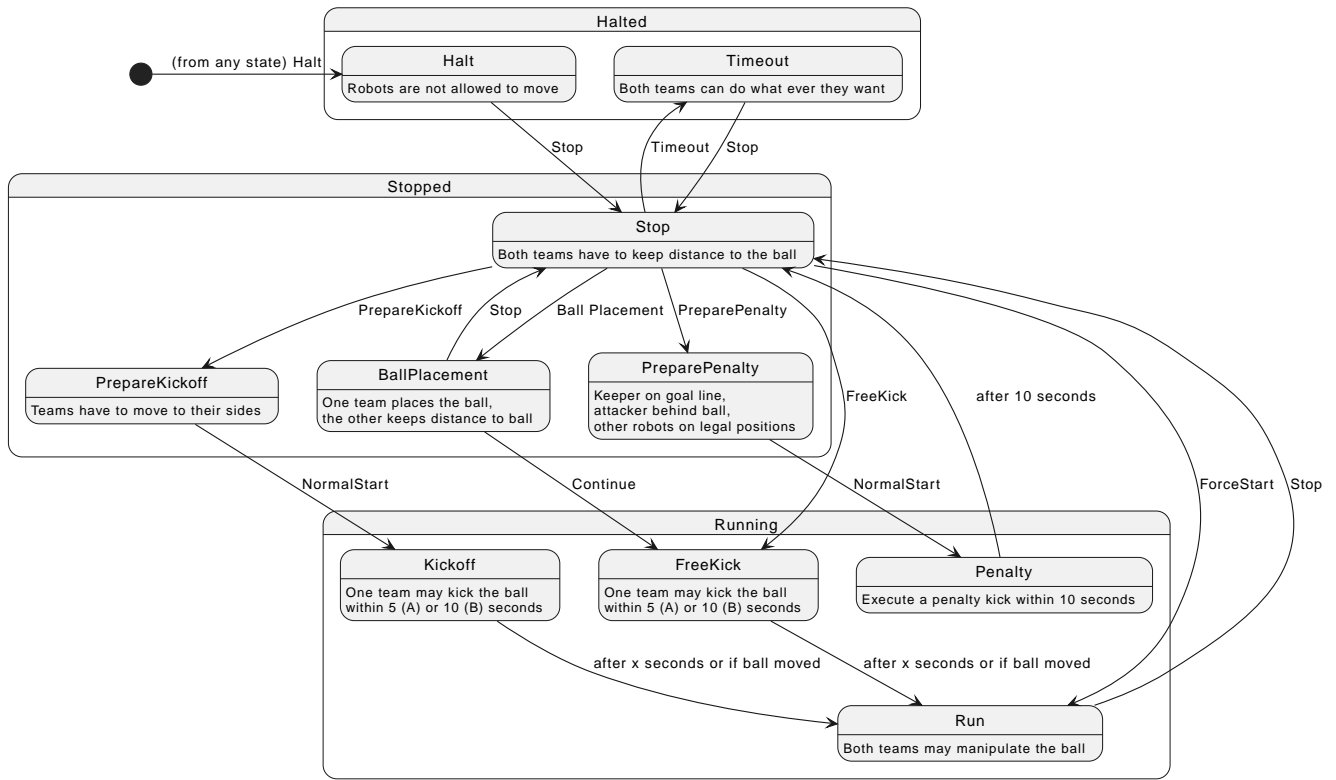 Halted
(from any state) Halt
Halt
Robots are not allowed to move
Timeout
Both teams can do what ever they want
Stop
Timeout
Stop
Stopped
Stop
Both teams have to keep distance to the ball
PrepareKickoff
Stop
Ball Placement
PreparePenalty
PrepareKickoff
Teams have to move to their sides
BallPlacement
One team places the ball,
the other keeps distance to ball
PreparePenalty
Keeper on goal line,
attacker behind ball,
other robots on legal positions
FreeKick
after 10 seconds
NormalStart
Continue
NormalStart
ForceStart
Stop
Running
Kickoff
One team may kick the ball
within 5 (A) or 10 (B) seconds
FreeKick
One team may kick the ball
within 5 (A) or 10 (B) seconds
Penalty
Execute a penalty kick within 10 seconds
after x seconds or if ball moved
after x seconds or if ball moved
Run
Both teams may manipulate the ball